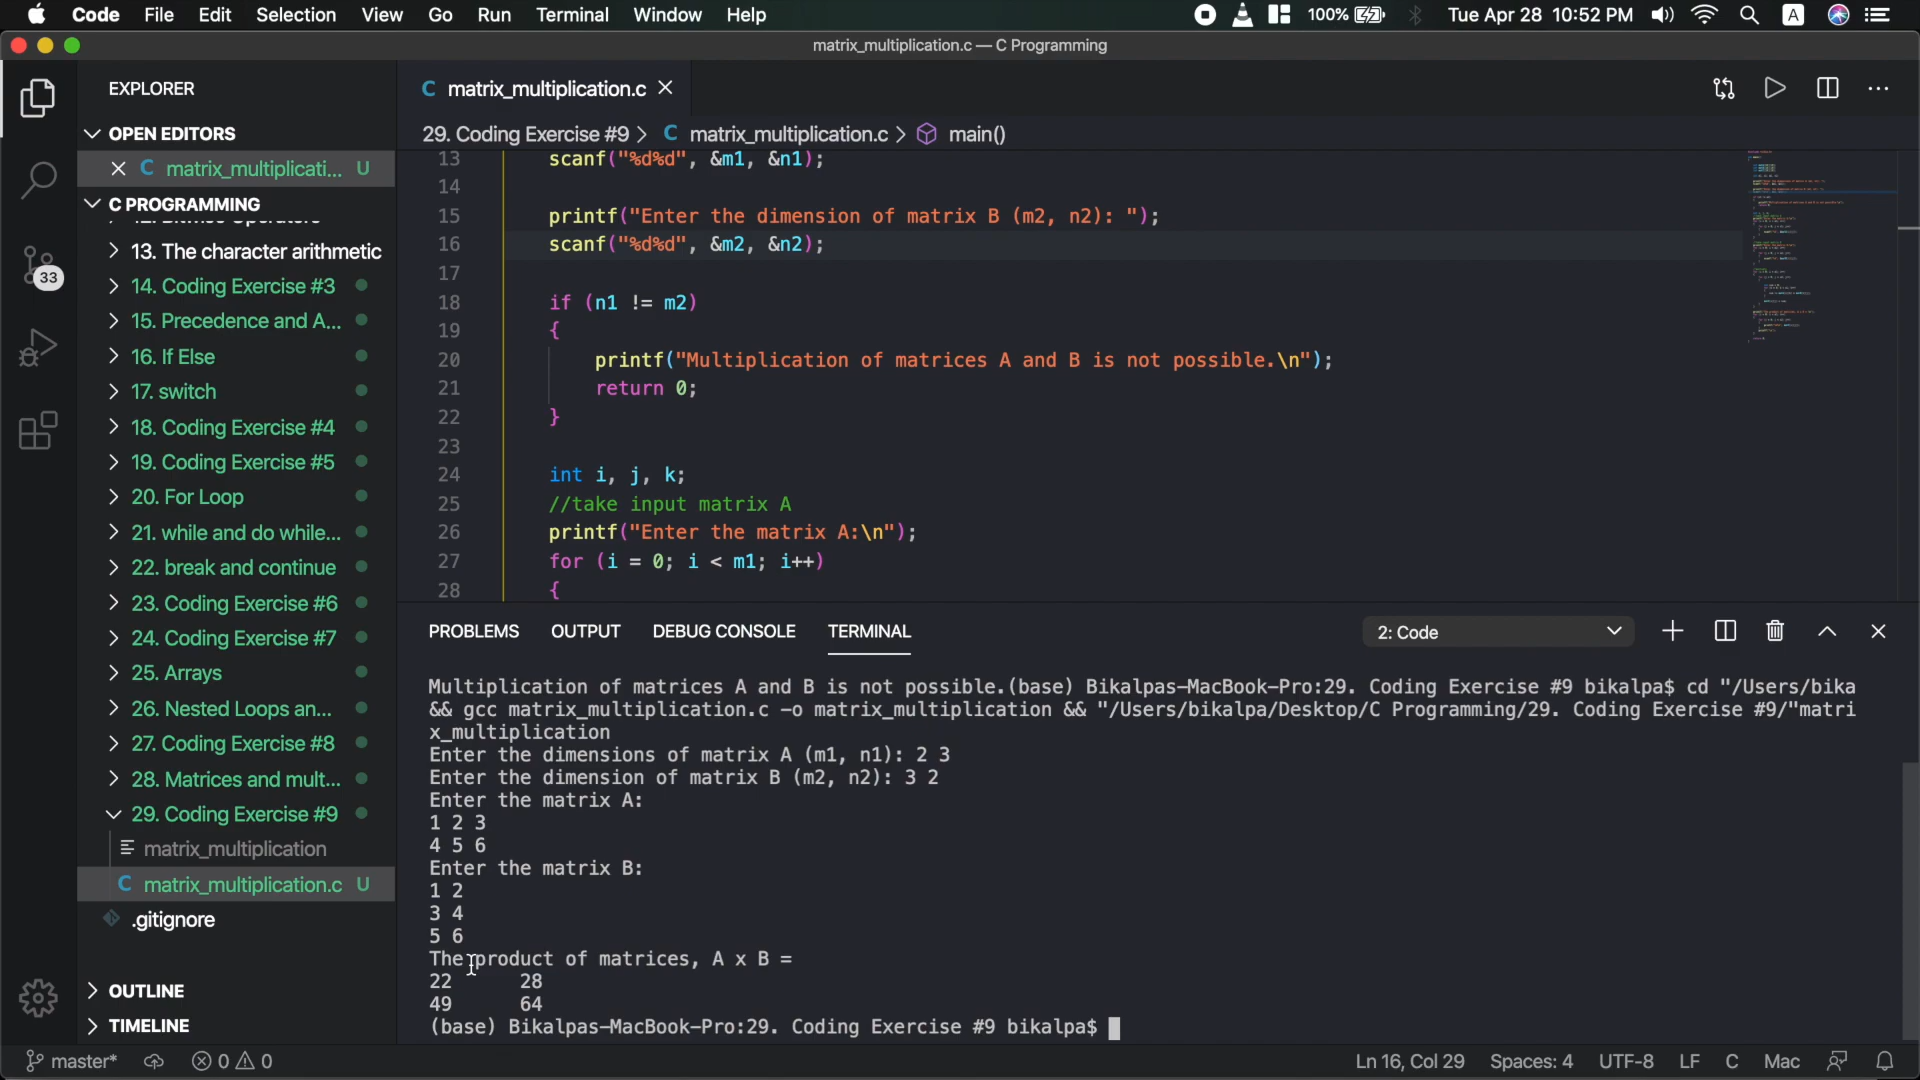 Code File Edit Selection View Go Run Terminal Window Help 100% Tue Apr 28 10:52 PM A
matrix_multiplication.c — C Programming
EXPLORER
OPEN EDITORS
C matrix_multiplicati... U
C PROGRAMMING
13. The character arithmetic
14. Coding Exercise #3
15. Precedence and A...
16. If Else
17. switch
18. Coding Exercise #4
19. Coding Exercise #5
20. For Loop
21. while and do while...
22. break and continue
23. Coding Exercise #6
24. Coding Exercise #7
25. Arrays
26. Nested Loops an...
27. Coding Exercise #8
28. Matrices and mult...
29. Coding Exercise #9
matrix_multiplication
C matrix_multiplication.c U
.gitignore
OUTLINE
TIMELINE
33
C matrix_multiplication.c
29. Coding Exercise #9 > C matrix_multiplication.c > main()
13 scanf("%d%d", &m1, &n1);
14
15 printf("Enter the dimension of matrix B (m2, n2): ");
16 scanf("%d%d", &m2, &n2);
17
18 if (n1 != m2)
19 {
20 printf("Multiplication of matrices A and B is not possible.\n");
21 return 0;
22 }
23
24 int i, j, k;
25 //take input matrix A
26 printf("Enter the matrix A:\n");
27 for (i = 0; i < m1; i++)
28 {
PROBLEMS OUTPUT DEBUG CONSOLE TERMINAL 2: Code
Multiplication of matrices A and B is not possible.(base) Bikalpas-MacBook-Pro:29. Coding Exercise #9 bikalpa$ cd "/Users/bika
&& gcc matrix_multiplication.c -o matrix_multiplication && "/Users/bikalpa/Desktop/C Programming/29. Coding Exercise #9/"matri
x_multiplication
Enter the dimensions of matrix A (m1, n1): 2 3
Enter the dimension of matrix B (m2, n2): 3 2
Enter the matrix A:
1 2 3
4 5 6
Enter the matrix B:
1 2
3 4
5 6
The product of matrices, A x B =
22 28
49 64
(base) Bikalpas-MacBook-Pro:29. Coding Exercise #9 bikalpa$
master* 0 0 Ln 16, Col 29 Spaces: 4 UTF-8 LF C Mac